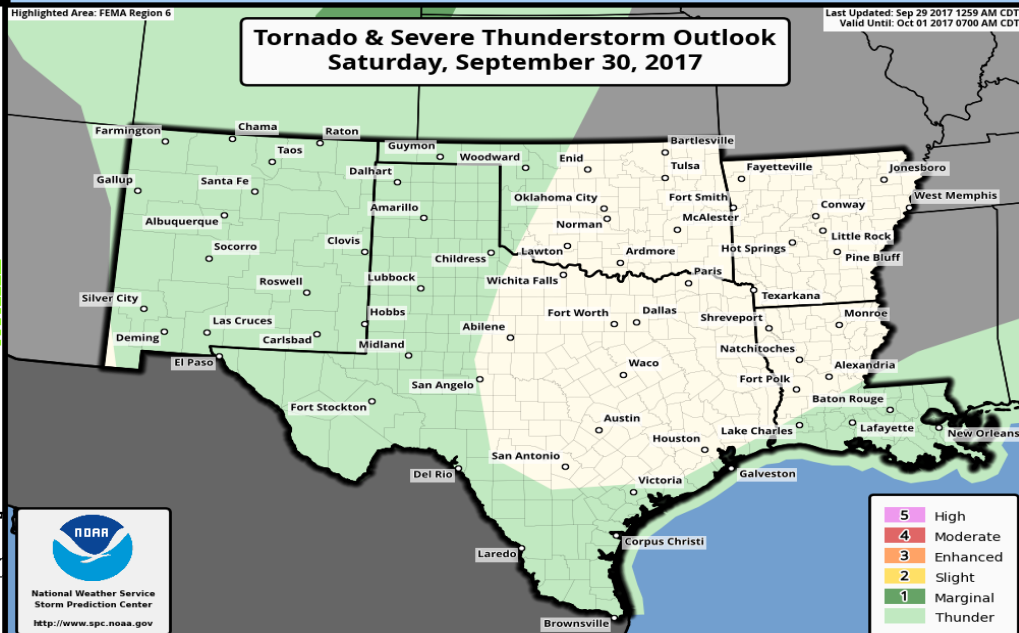 Highlighted Area: FEMA Region 6
Last Updated: Sep 29 2017 1259 AM CDT
Valid Until: Oct 01 2017 0700 AM CDT
Tornado & Severe Thunderstorm Outlook
Saturday, September 30, 2017
Farmington
Chama
Raton
Taos
Guymon
Woodward
Enid
Bartlesville
Tulsa
Fayetteville
Jonesboro
Gallup
Santa Fe
Dalhart
Amarillo
Oklahoma City
Fort Smith
West Memphis
Albuquerque
Norman
McAlester
Conway
Socorro
Clovis
Childress
Lawton
Ardmore
Hot Springs
Little Rock
Pine Bluff
Roswell
Lubbock
Wichita Falls
Paris
Texarkana
Silver City
Las Cruces
Hobbs
Fort Worth
Dallas
Shreveport
Monroe
Deming
Carlsbad
Midland
Abilene
El Paso
San Angelo
Waco
Natchitoches
Alexandria
Fort Polk
Baton Rouge
Fort Stockton
Austin
Houston
Lake Charles
Lafayette
New Orleans
San Antonio
Del Rio
Victoria
Galveston
Laredo
Corpus Christi
Brownsville
NOAA
National Weather Service
Storm Prediction Center
http://www.spc.noaa.gov
5 High
4 Moderate
3 Enhanced
2 Slight
1 Marginal
Thunder